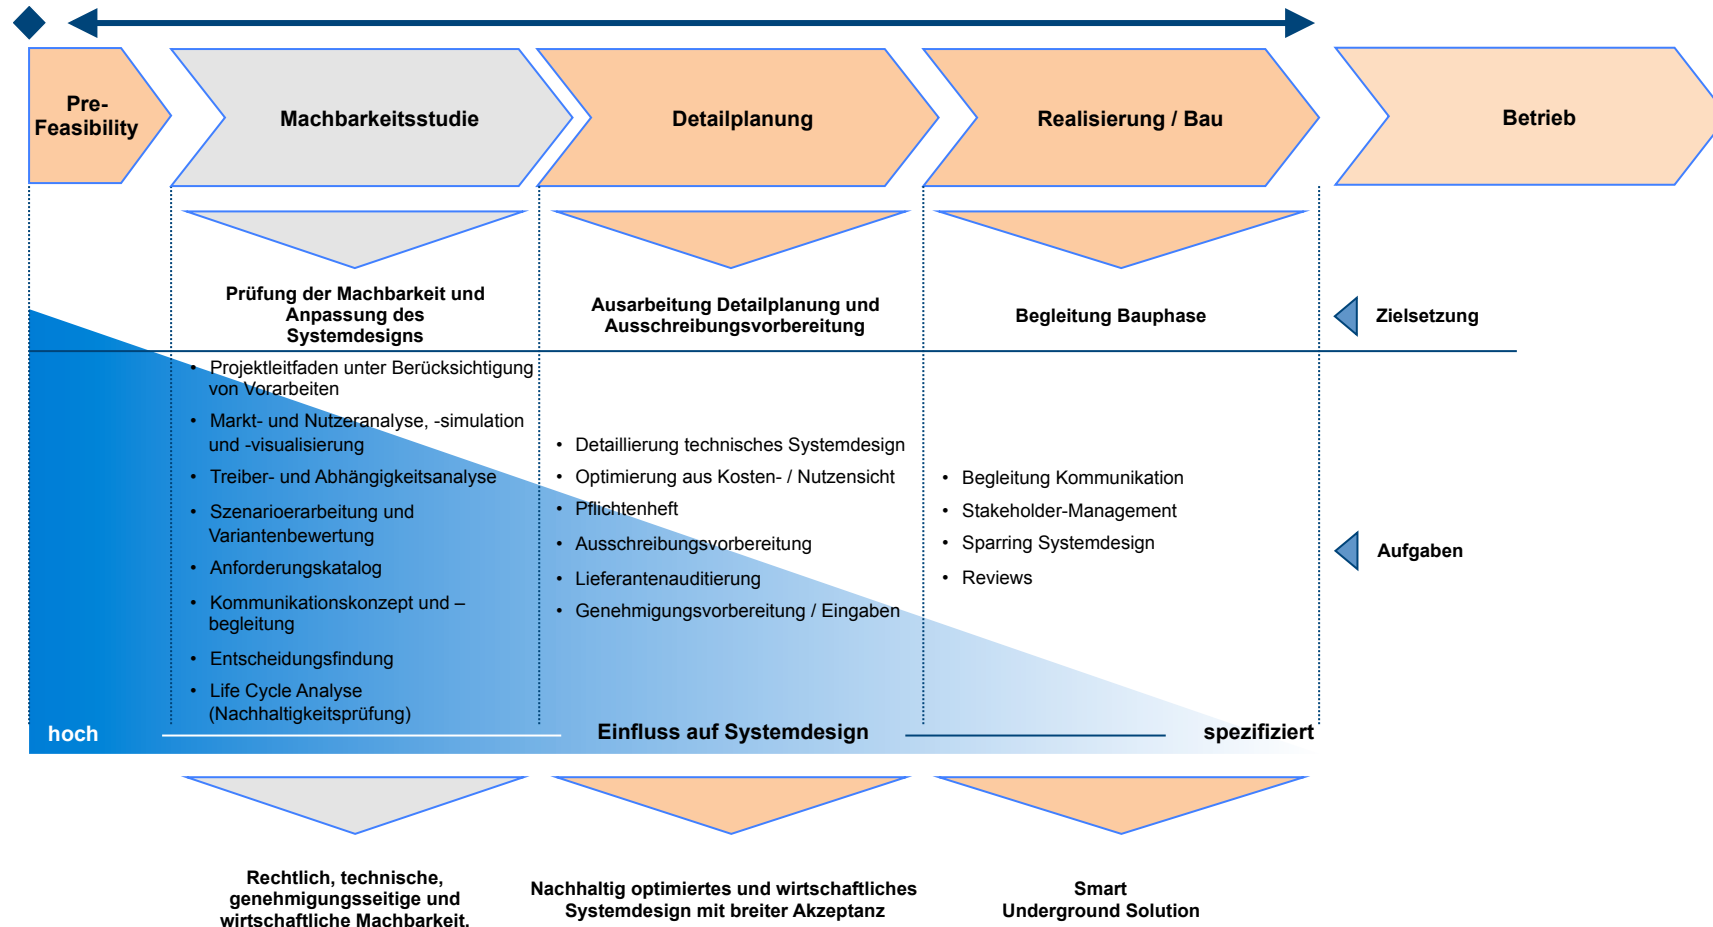 Pre-
Feasibility
Machbarkeitsstudie
Detailplanung
Realisierung / Bau
Betrieb
Prüfung der Machbarkeit und
Anpassung des
Systemdesigns
Ausarbeitung Detailplanung und
Ausschreibungsvorbereitung
Begleitung Bauphase
Zielsetzung
• Projektleitfaden unter Berücksichtigung
von Vorarbeiten
• Markt- und Nutzeranalyse, -simulation
und -visualisierung
• Treiber- und Abhängigkeitsanalyse
• Szenarioerarbeitung und
Variantenbewertung
• Anforderungskatalog
• Kommunikationskonzept und –
begleitung
• Entscheidungsfindung
• Life Cycle Analyse
(Nachhaltigkeitsprüfung)
• Detaillierung technisches Systemdesign
• Optimierung aus Kosten- / Nutzensicht
• Pflichtenheft
• Ausschreibungsvorbereitung
• Lieferantenauditierung
• Genehmigungsvorbereitung / Eingaben
• Begleitung Kommunikation
• Stakeholder-Management
• Sparring Systemdesign
• Reviews
Aufgaben
hoch
Einfluss auf Systemdesign
spezifiziert
Rechtlich, technische,
genehmigungsseitige und
wirtschaftliche Machbarkeit.
Nachhaltig optimiertes und wirtschaftliches
Systemdesign mit breiter Akzeptanz
Smart
Underground Solution